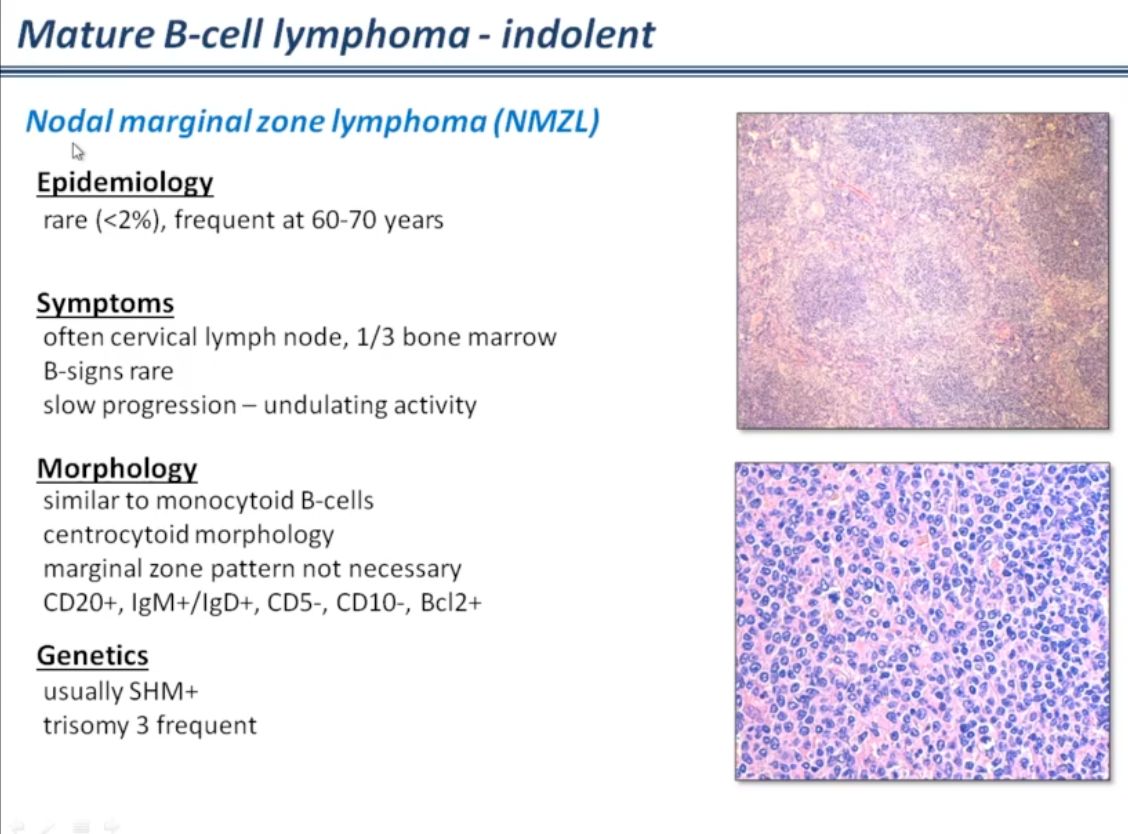 Mature B-cell lymphoma - indolent
Nodal marginal zone lymphoma (NMZL)
Epidemiology
rare (<2%), frequent at 60-70 years
Symptoms
often cervical lymph node, 1/3 bone marrow
B-signs rare
slow progression – undulating activity
Morphology
similar to monocytoid B-cells
centrocytoid morphology
marginal zone pattern not necessary
CD20+, IgM+/IgD+, CD5-, CD10-, Bcl2+
Genetics
usually SHM+
trisomy 3 frequent